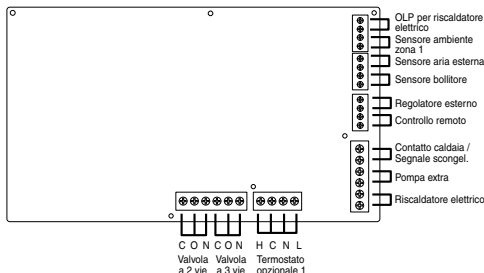 OLP per riscaldatore
elettrico
Sensore ambiente
zona 1
Sensore aria esterna
Sensore bollitore
Regolatore esterno
Controllo remoto
Contatto caldaia /
Segnale scongel.
Pompa extra
Riscaldatore elettrico
C O N C O N H C N L
Valvola Valvola Termostato
a 2 vie a 3 vie opzionale 1